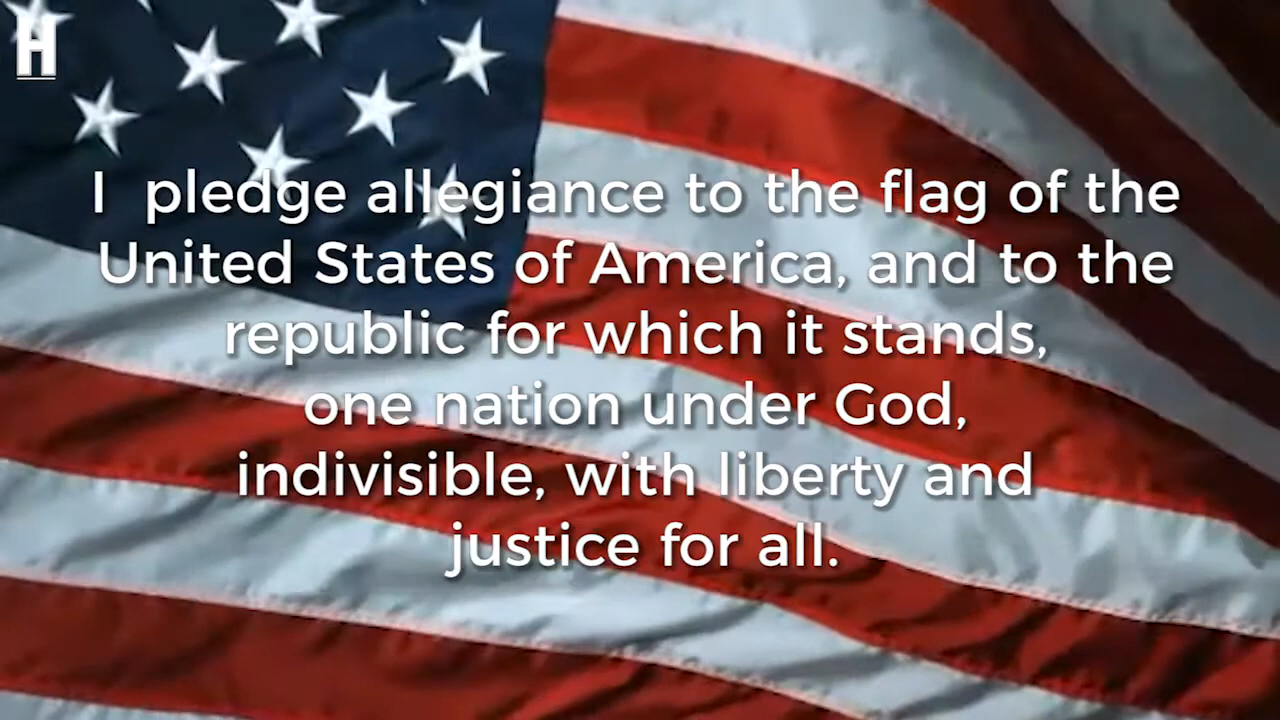 H
I pledge allegiance to the flag of the
United States of America, and to the
republic for which it stands,
one nation under God,
indivisible, with liberty and
justice for all.